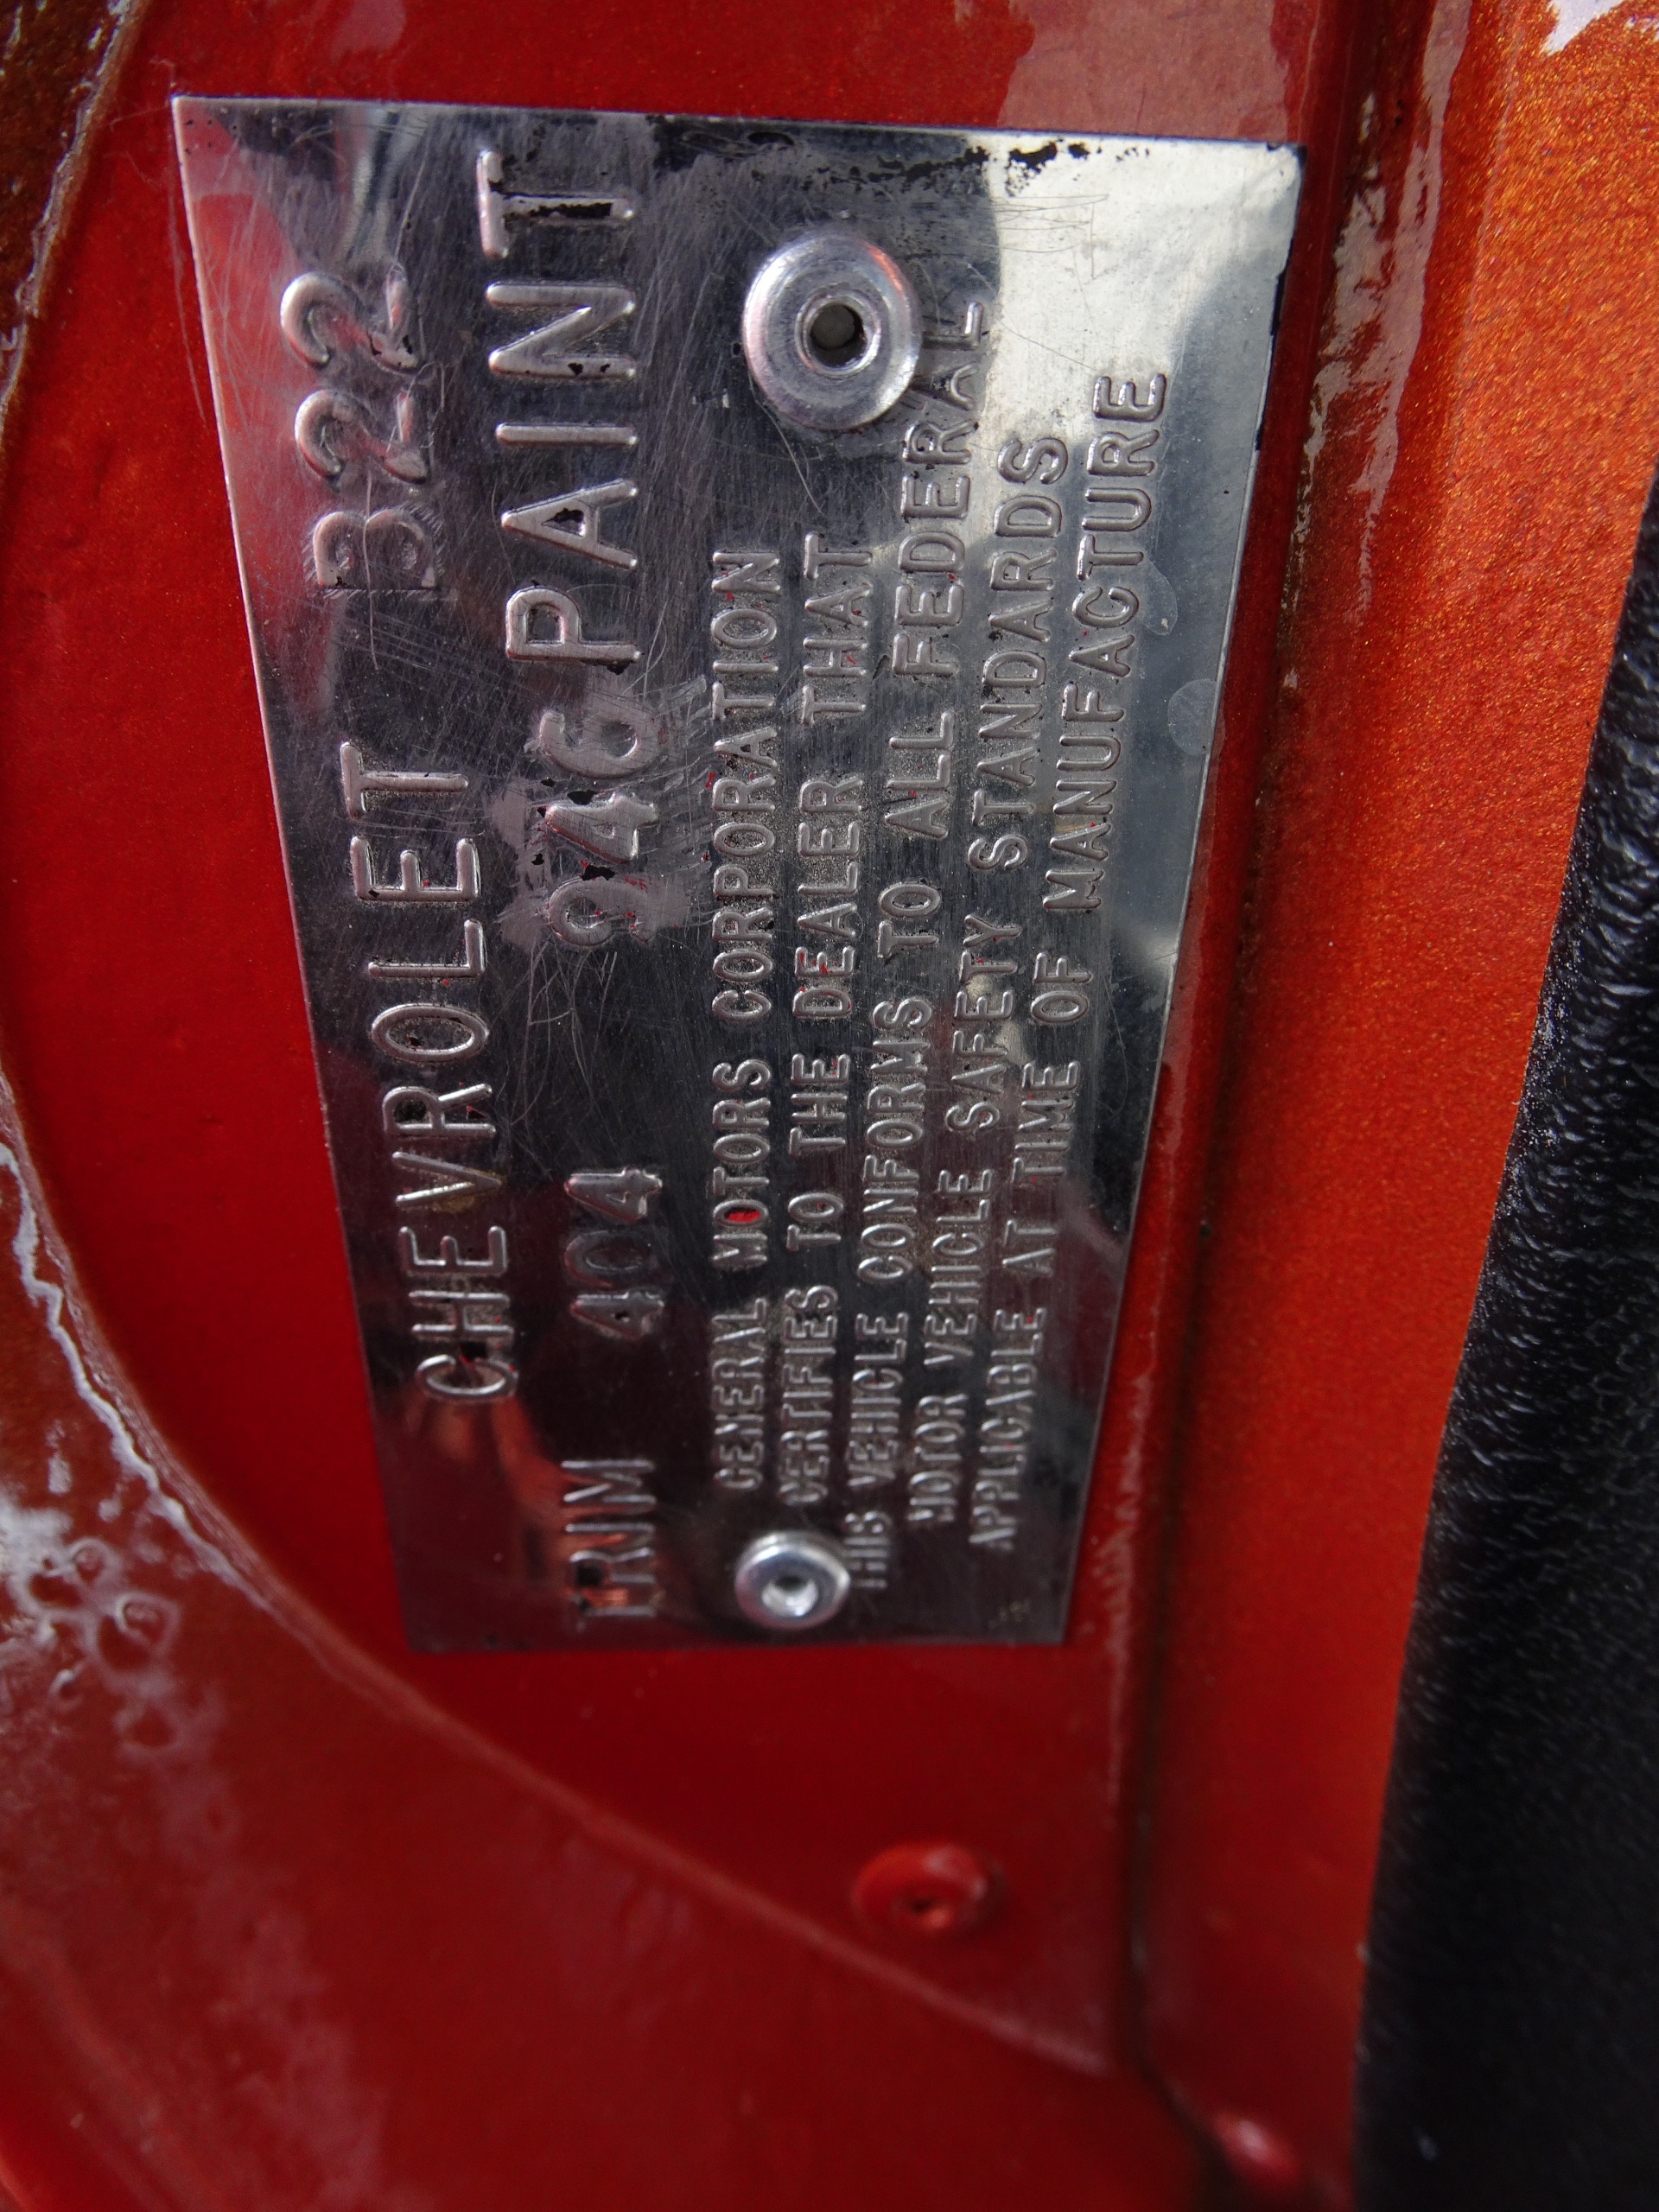 CHEVROLET B22
TRIM 404 946 PAINT
GENERAL MOTORS CORPORATION
CERTIFIES TO THE DEALER THAT
THIS VEHICLE CONFORMS TO ALL FEDERAL
MOTOR VEHICLE SAFETY STANDARDS
APPLICABLE AT TIME OF MANUFACTURE